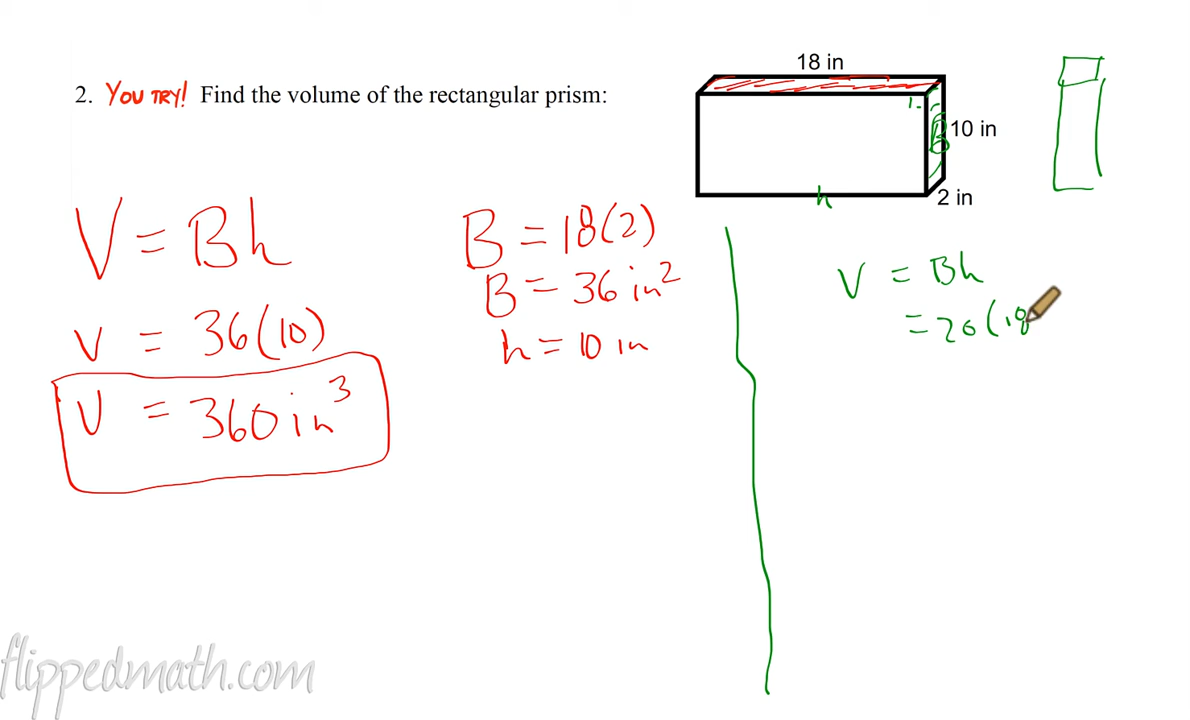 18 in
2. YOU TRY! Find the volume of the rectangular prism:
B
10 in
h
2 in
V = Bh
B = 18(2)
B = 36 in²
h = 10 in
v = 36(10)
V = 360 in³
V = Bh
= 20(18
flippedmath.com